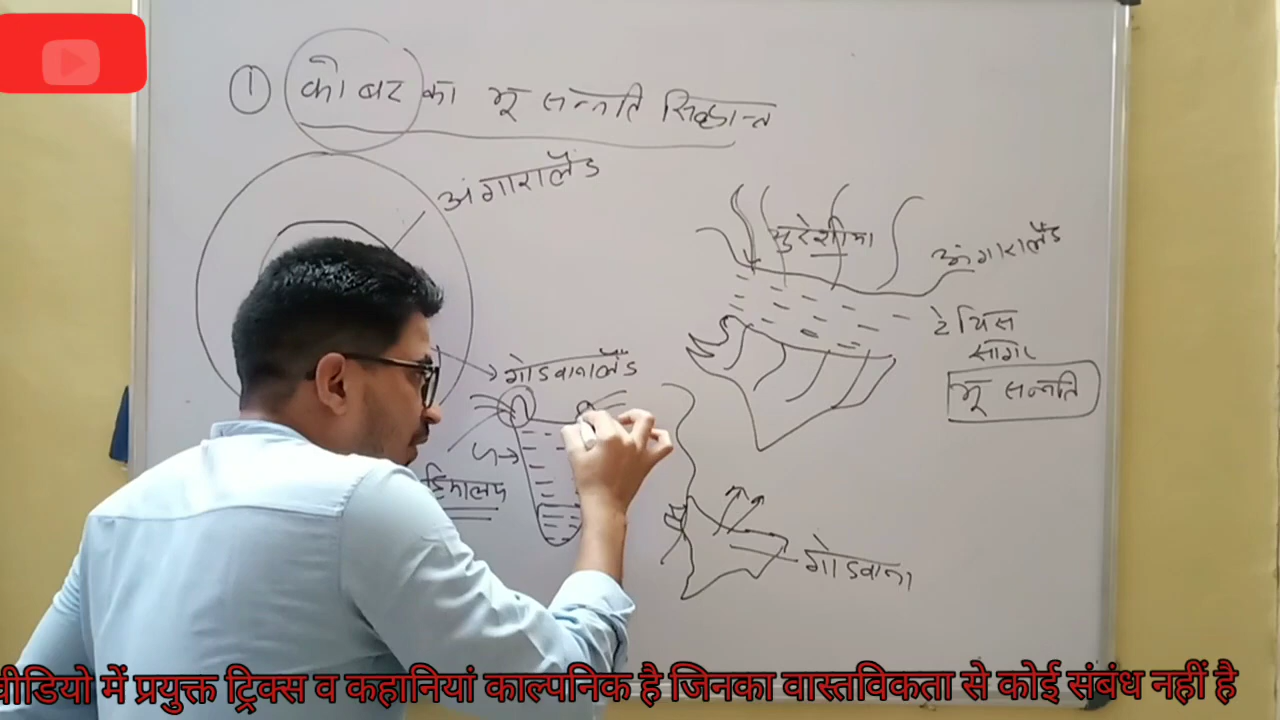 ① कोबर का भू सन्नति सिद्धान्त
अंगारालैंड
युरेशीया
अंगारालैंड
टेथिस
सागर
भू सन्नति
गोंडवानालैंड
हिमालय
गोंडवाना
वीडियो में प्रयुक्त ट्रिक्स व कहानियां काल्पनिक है जिनका वास्तविकता से कोई संबंध नहीं है